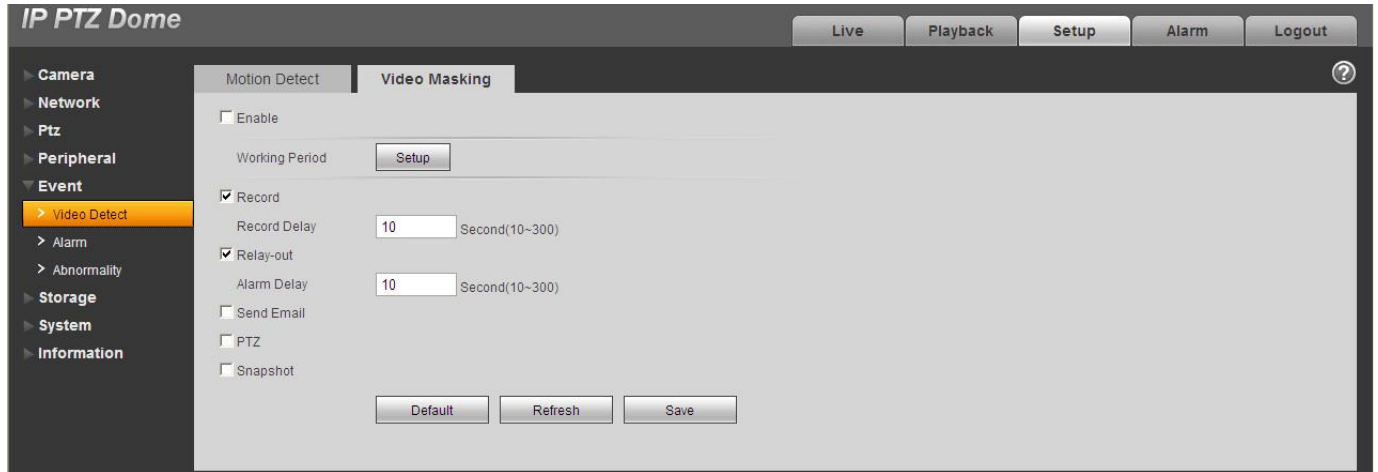 IP PTZ Dome
Live Playback Setup Alarm Logout
Camera
Network
Ptz
Peripheral
Event
> Video Detect
> Alarm
> Abnormality
Storage
System
Information
Motion Detect Video Masking
?
Enable
Working Period Setup
Record
Record Delay 10 Second(10~300)
Relay-out
Alarm Delay 10 Second(10~300)
Send Email
PTZ
Snapshot
Default Refresh Save